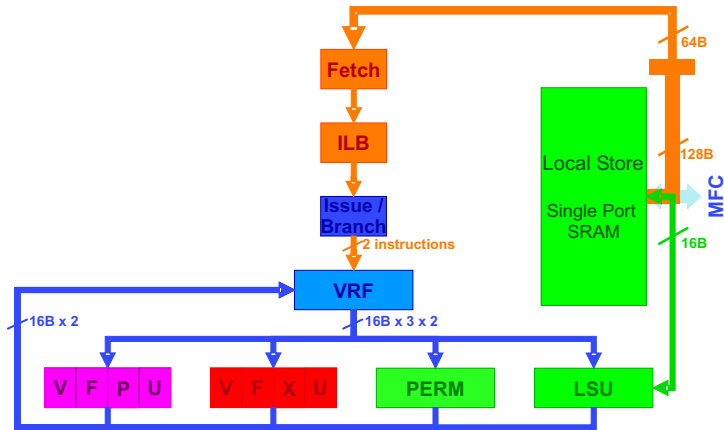 64B
Fetch
ILB
Local Store
128B
Single Port
SRAM
MFC
Issue /
Branch
2 instructions
16B
VRF
16B x 2
16B x 3 x 2
V F P U
V F X U
PERM
LSU